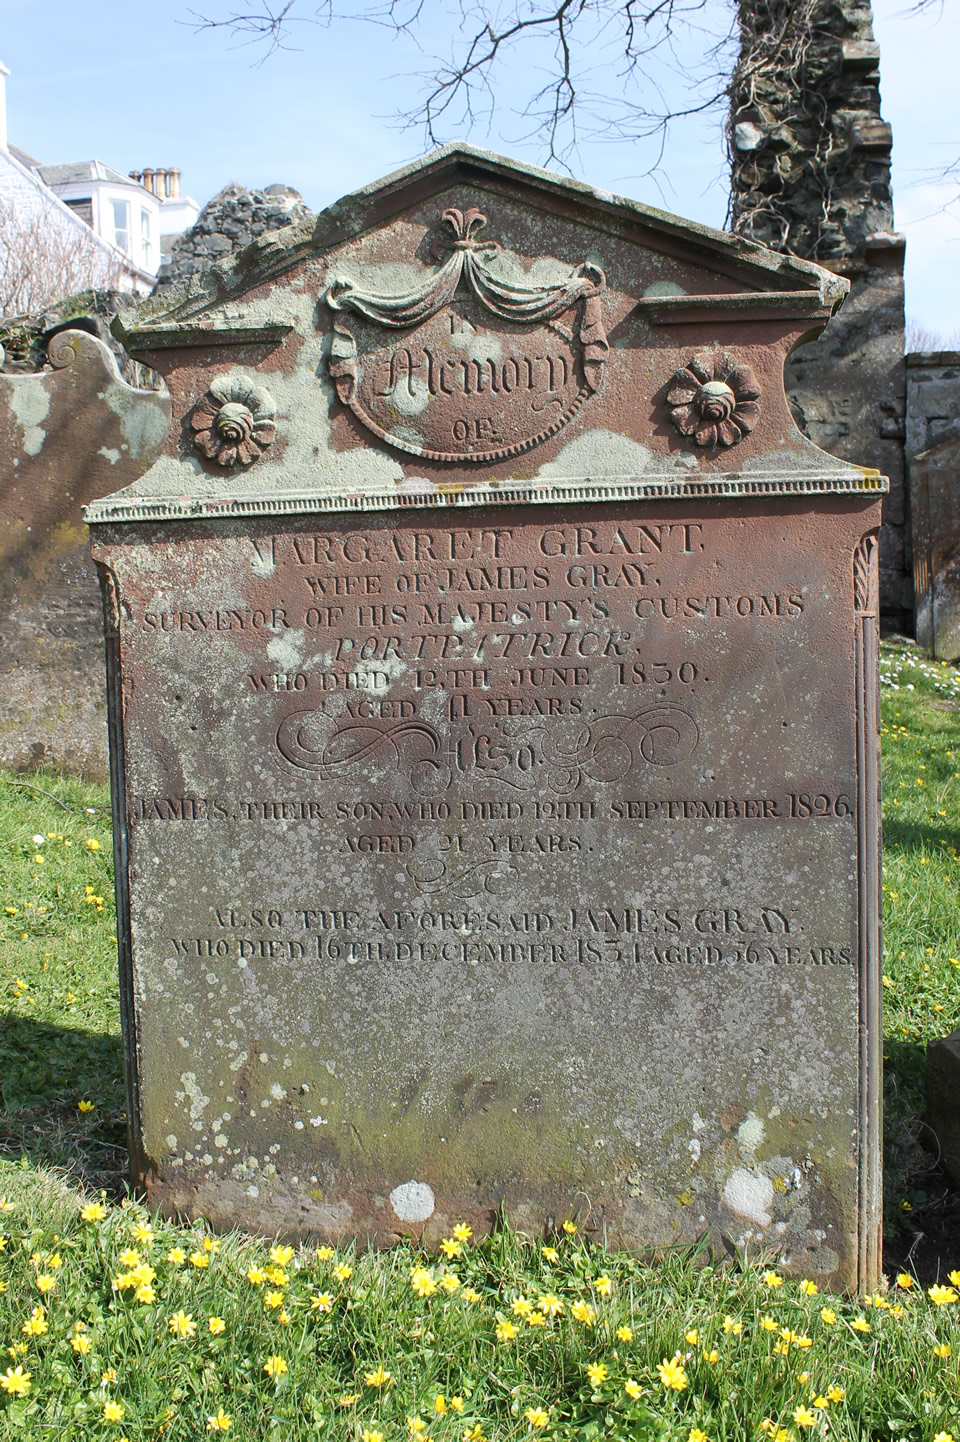 In
Memory
OF
MARGARET GRANT,
WIFE OF JAMES GRAY,
SURVEYOR OF HIS MAJESTY'S CUSTOMS
PORTPATRICK,
WHO DIED 12TH JUNE 1830.
AGED YEARS.
Also
JAMES, THEIR SON, WHO DIED 12TH SEPTEMBER 1826,
AGED 21 YEARS.
ALSO THE AFORESAID JAMES GRAY,
WHO DIED 16TH, DECEMBER 1834 AGED 56 YEARS